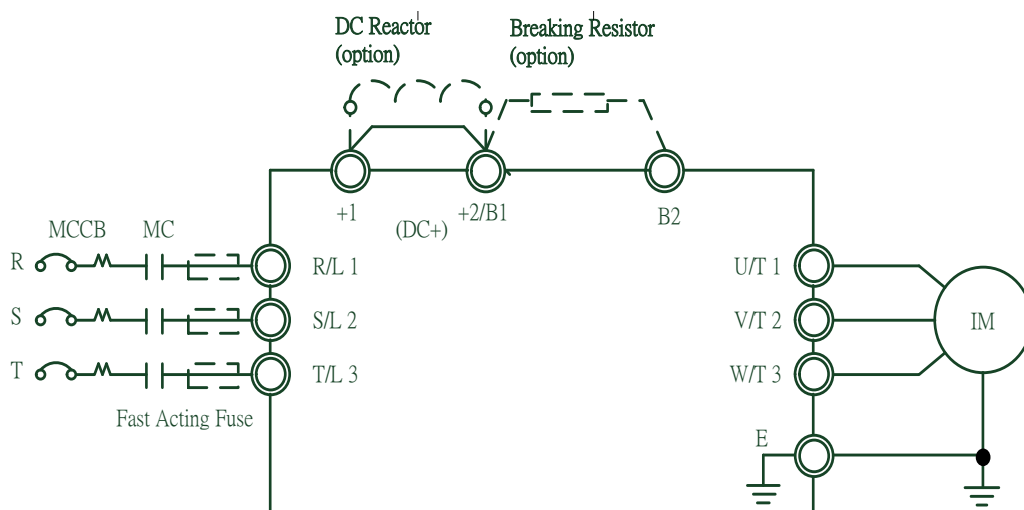 DC Reactor
(option)
Breaking Resistor
(option)
+1
(DC+)
+2/B1
B2
MCCB
MC
R
R/L 1
U/T 1
S
S/L 2
V/T 2
IM
T
T/L 3
W/T 3
Fast Acting Fuse
E